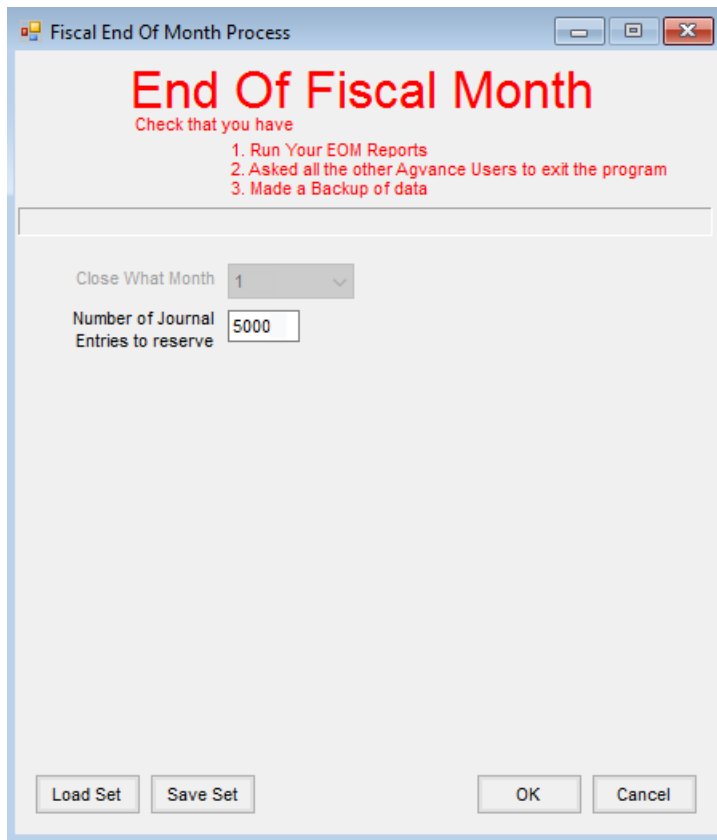 Fiscal End Of Month Process
End Of Fiscal Month
Check that you have
1. Run Your EOM Reports
2. Asked all the other Agvance Users to exit the program
3. Made a Backup of data
Close What Month 1
Number of Journal
Entries to reserve 5000
Load Set Save Set OK Cancel